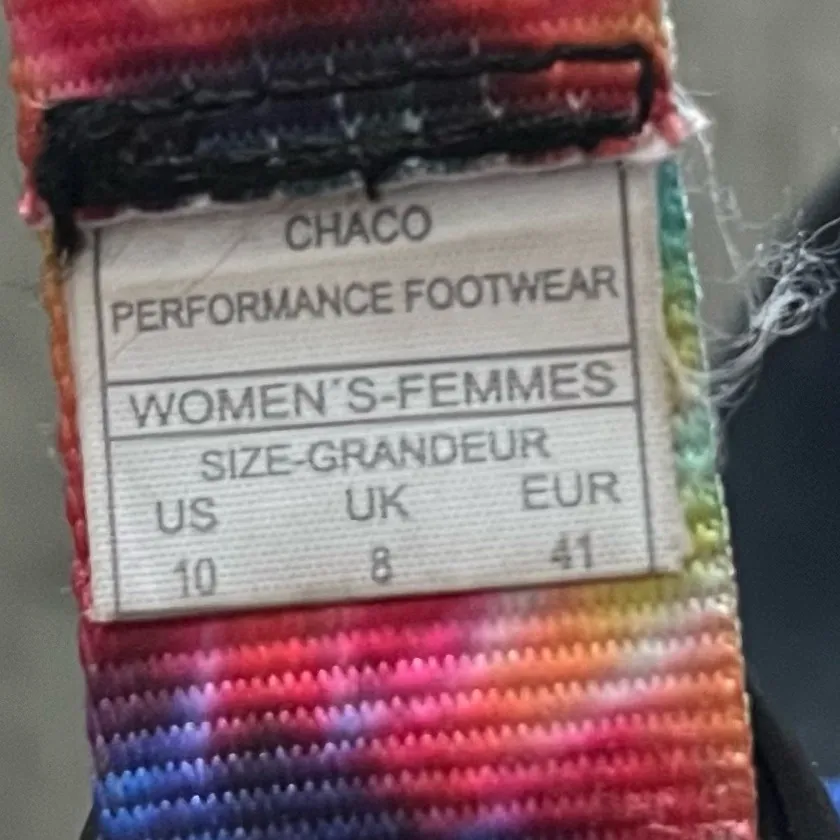 CHACO
PERFORMANCE FOOTWEAR
WOMEN´S-FEMMES
SIZE-GRANDEUR
US UK EUR
10 8 41